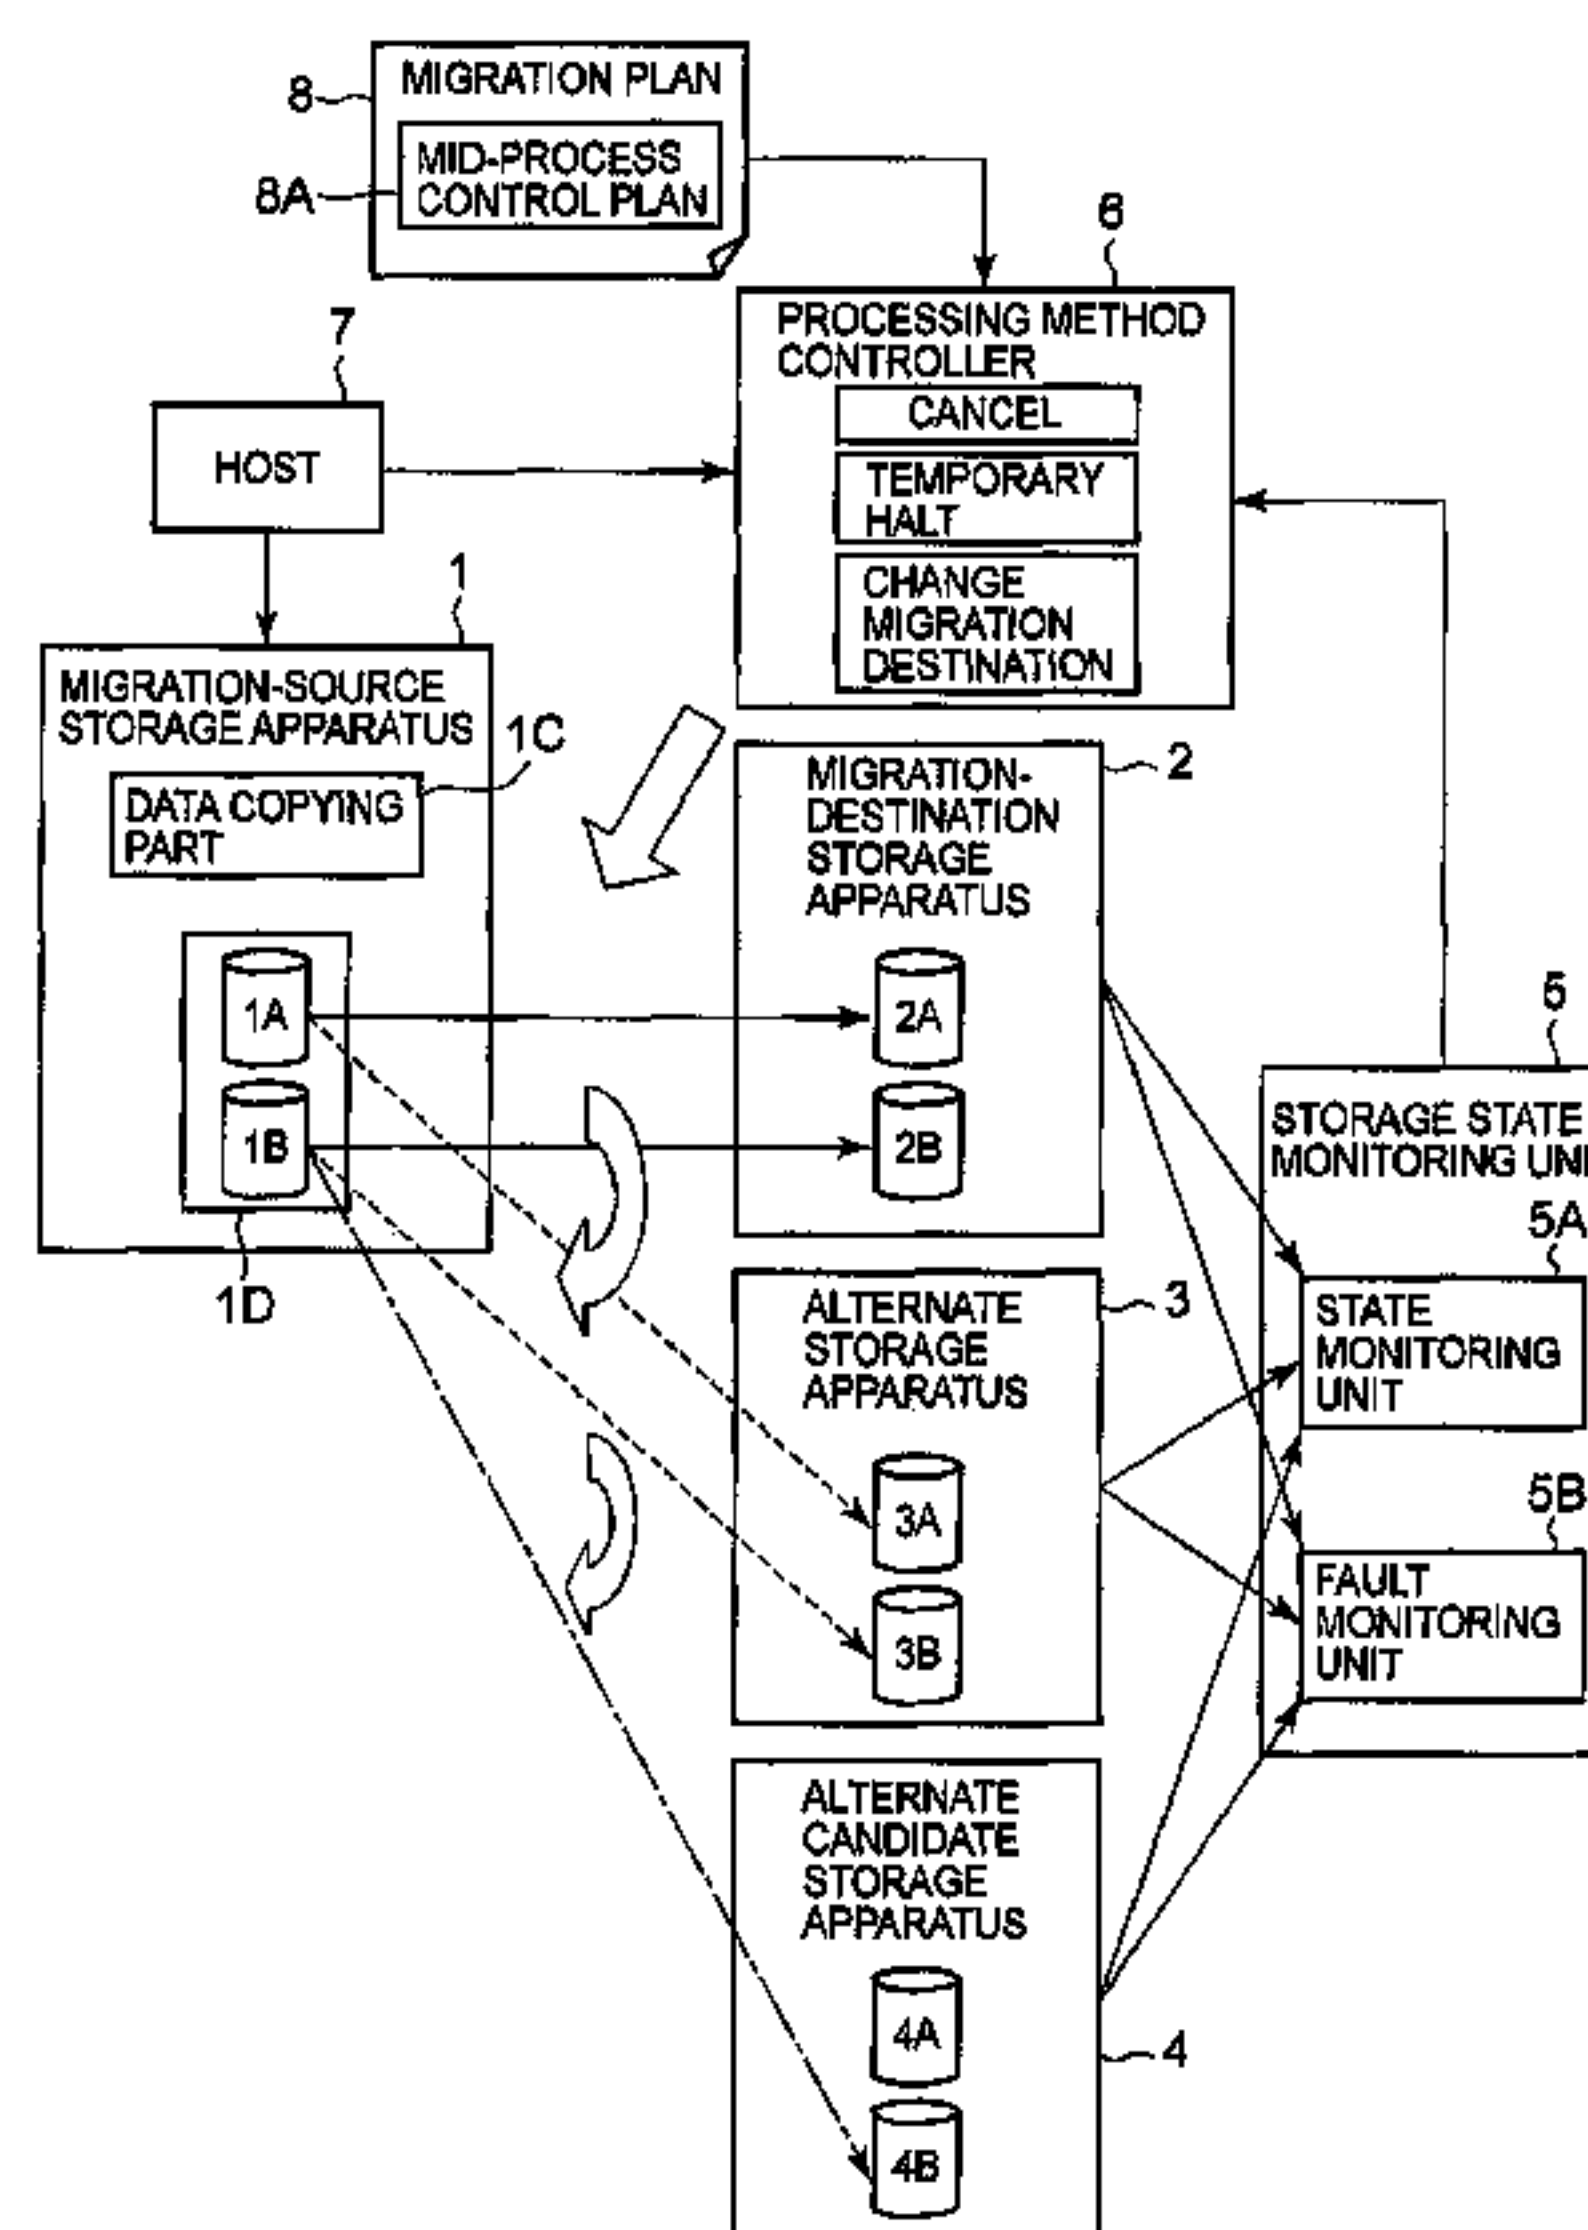 MIGRATION PLAN
8
MID-PROCESS
CONTROL PLAN
8A
6
PROCESSING METHOD
CONTROLLER
CANCEL
TEMPORARY
HALT
CHANGE
MIGRATION
DESTINATION
7
HOST
1
MIGRATION-SOURCE
STORAGE APPARATUS
1C
DATA COPYING
PART
1A
1B
1D
2
MIGRATION-
DESTINATION
STORAGE
APPARATUS
2A
2B
3
ALTERNATE
STORAGE
APPARATUS
3A
3B
ALTERNATE
CANDIDATE
STORAGE
APPARATUS
4A
4
4B
5
STORAGE STATE
MONITORING
5A
STATE
MONITORING
UNIT
5B
FAULT
MONITORING
UNIT